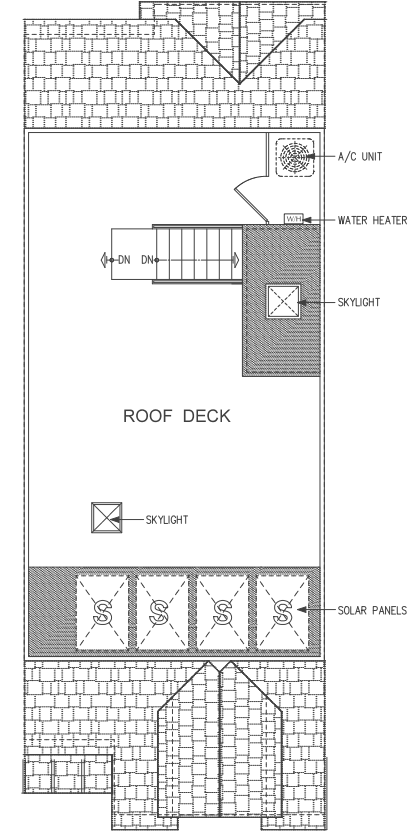 A/C UNIT
W/H
WATER HEATER
DN DN
SKYLIGHT
ROOF DECK
SKYLIGHT
S S S S
SOLAR PANELS